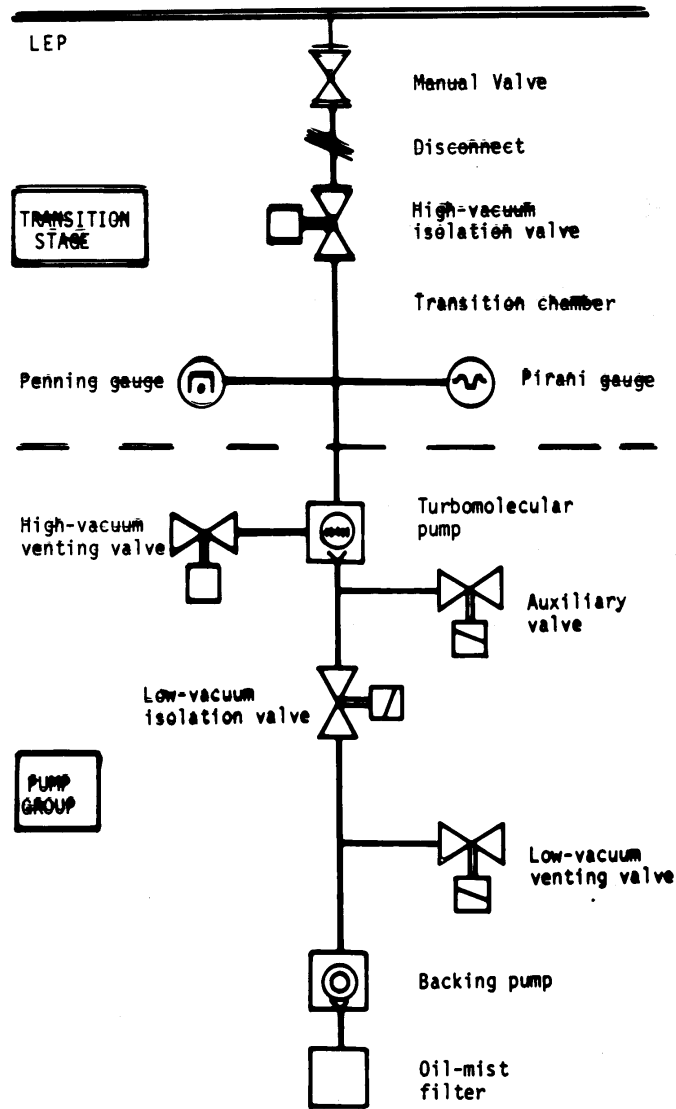 LEP
Manual Valve
Disconnect
TRANSITION
STAGE
High-vacuum
isolation valve
Transition chamber
Penning gauge
Pirani gauge
High-vacuum
venting valve
Turbomolecular
pump
Auxiliary
valve
Low-vacuum
isolation valve
PUMP
GROUP
Low-vacuum
venting valve
Backing pump
Oil-mist
filter